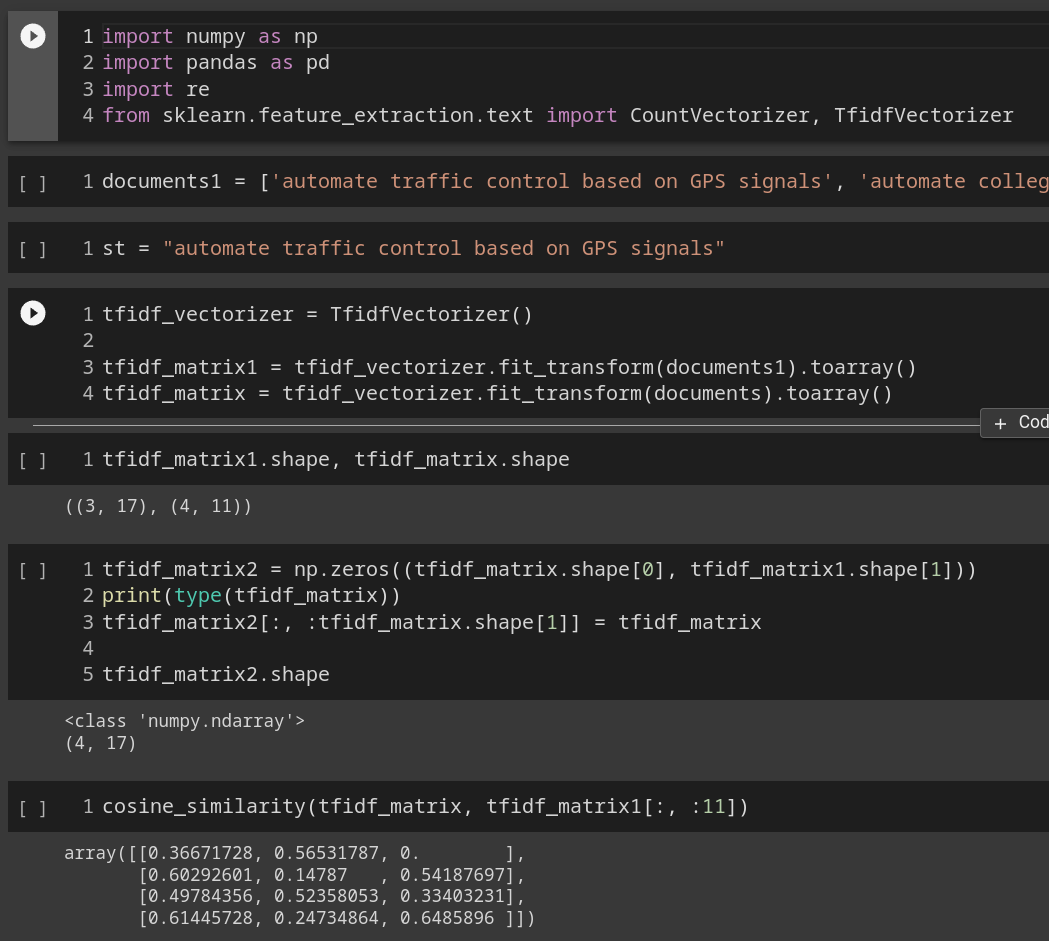 1 import numpy as np
2 import pandas as pd
3 import re
4 from sklearn.feature_extraction.text import CountVectorizer, TfidfVectorizer
[ ] 1 documents1 = ['automate traffic control based on GPS signals', 'automate colleg
[ ] 1 st = "automate traffic control based on GPS signals"
1 tfidf_vectorizer = TfidfVectorizer()
2
3 tfidf_matrix1 = tfidf_vectorizer.fit_transform(documents1).toarray()
4 tfidf_matrix = tfidf_vectorizer.fit_transform(documents).toarray()
+ Cod
[ ] 1 tfidf_matrix1.shape, tfidf_matrix.shape
((3, 17), (4, 11))
[ ] 1 tfidf_matrix2 = np.zeros((tfidf_matrix.shape[0], tfidf_matrix1.shape[1]))
2 print(type(tfidf_matrix))
3 tfidf_matrix2[:, :tfidf_matrix.shape[1]] = tfidf_matrix
4
5 tfidf_matrix2.shape
<class 'numpy.ndarray'>
(4, 17)
[ ] 1 cosine_similarity(tfidf_matrix, tfidf_matrix1[:, :11])
array([[0.36671728, 0.56531787, 0.        ],
[0.60292601, 0.14787   , 0.54187697],
[0.49784356, 0.52358053, 0.33403231],
[0.61445728, 0.24734864, 0.6485896 ]])